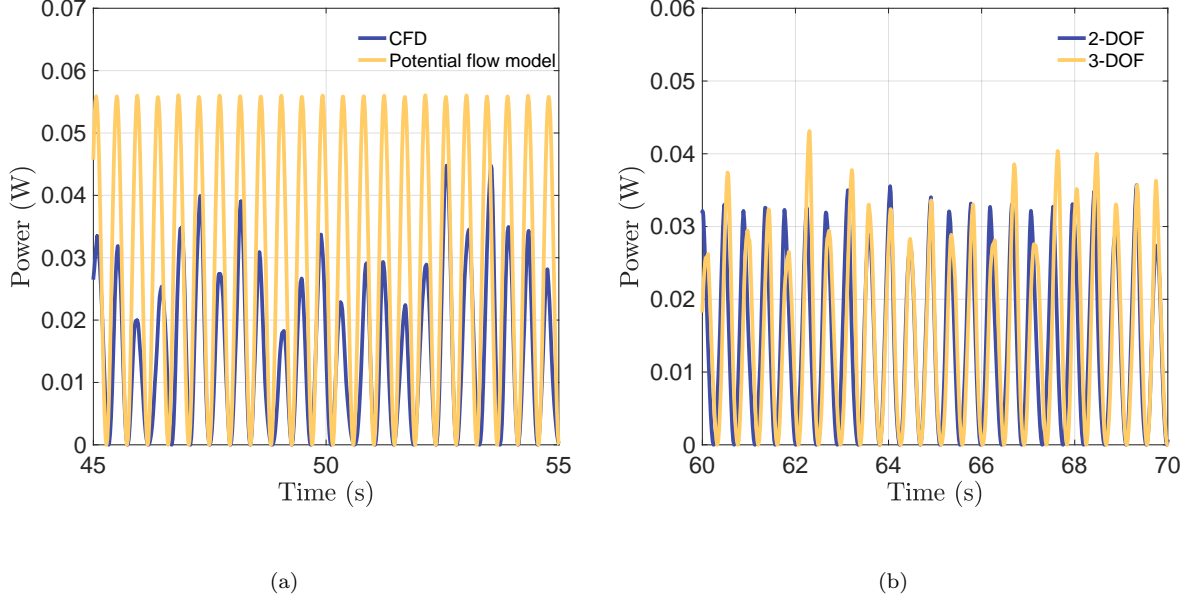 0.07
0.06
0.05
0.04
0.03
0.02
0.01
0
Power (W)
CFD
Potential flow model
45 50 55
Time (s)
(a)
0.06
0.05
0.04
0.03
0.02
0.01
0
Power (W)
2-DOF
3-DOF
60 62 64 66 68 70
Time (s)
(b)